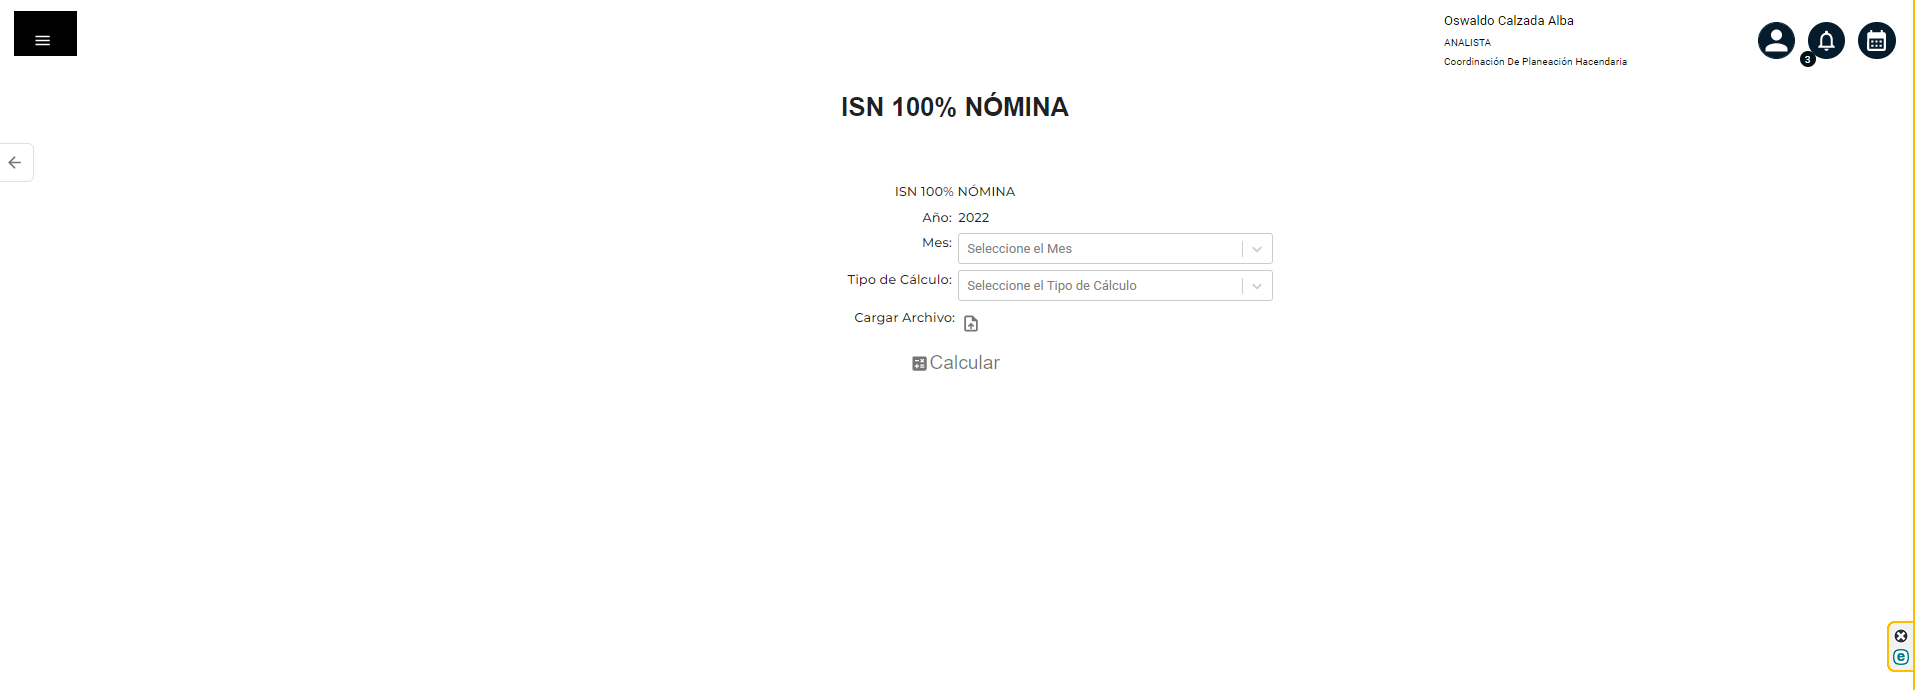 Oswaldo Calzada Alba
ANALISTA
Coordinación De Planeación Hacendaria
3
ISN 100% NÓMINA
ISN 100% NÓMINA
Año: 2022
Mes: Seleccione el Mes
Tipo de Cálculo: Seleccione el Tipo de Cálculo
Cargar Archivo:
Calcular
e